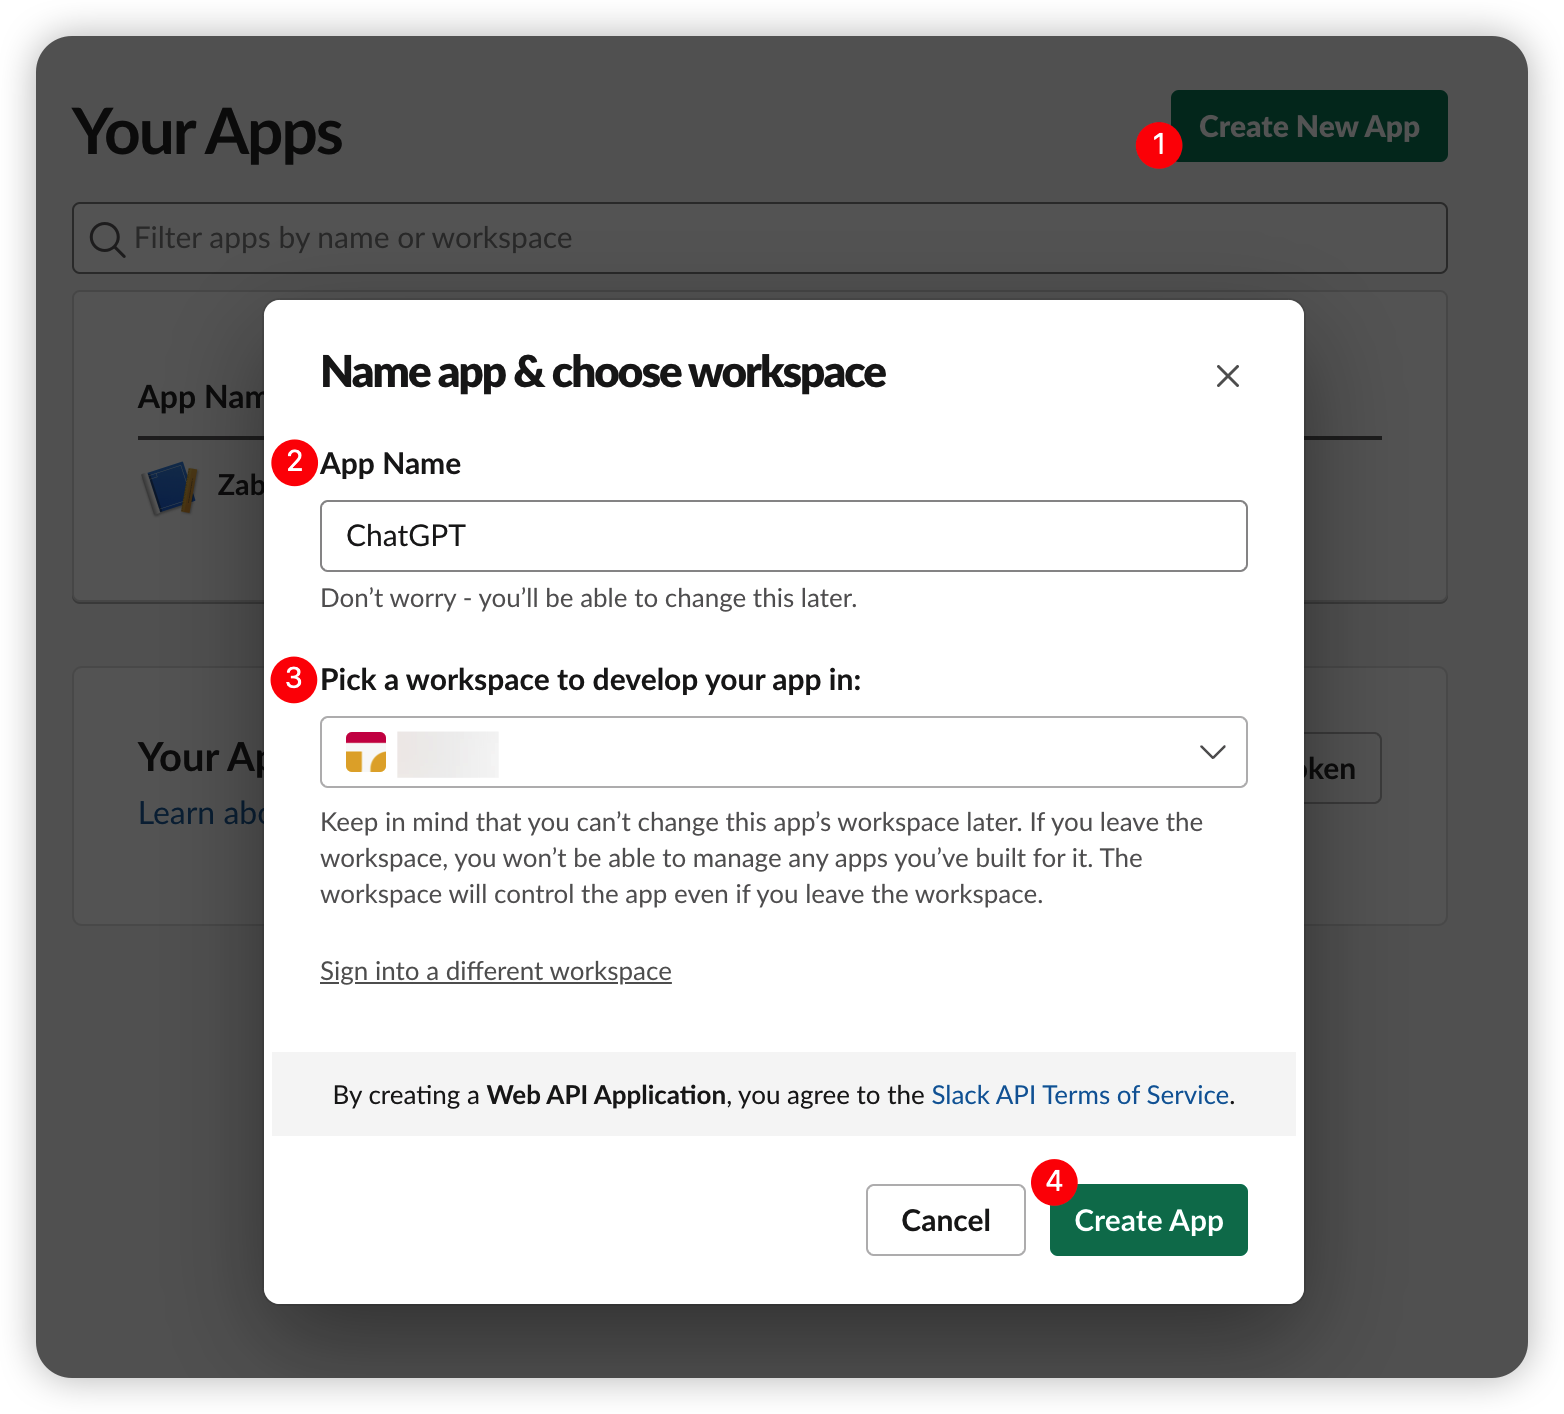 Your Apps
1
Create New App
Filter apps by name or workspace
Name app & choose workspace
App Nam
2
App Name
Zab
ChatGPT
Don't worry - you'll be able to change this later.
3
Pick a workspace to develop your app in:
Your Ap
oken
Learn abo
Keep in mind that you can't change this app's workspace later. If you leave the
workspace, you won't be able to manage any apps you've built for it. The
workspace will control the app even if you leave the workspace.
Sign into a different workspace
By creating a Web API Application, you agree to the Slack API Terms of Service.
4
Cancel
Create App